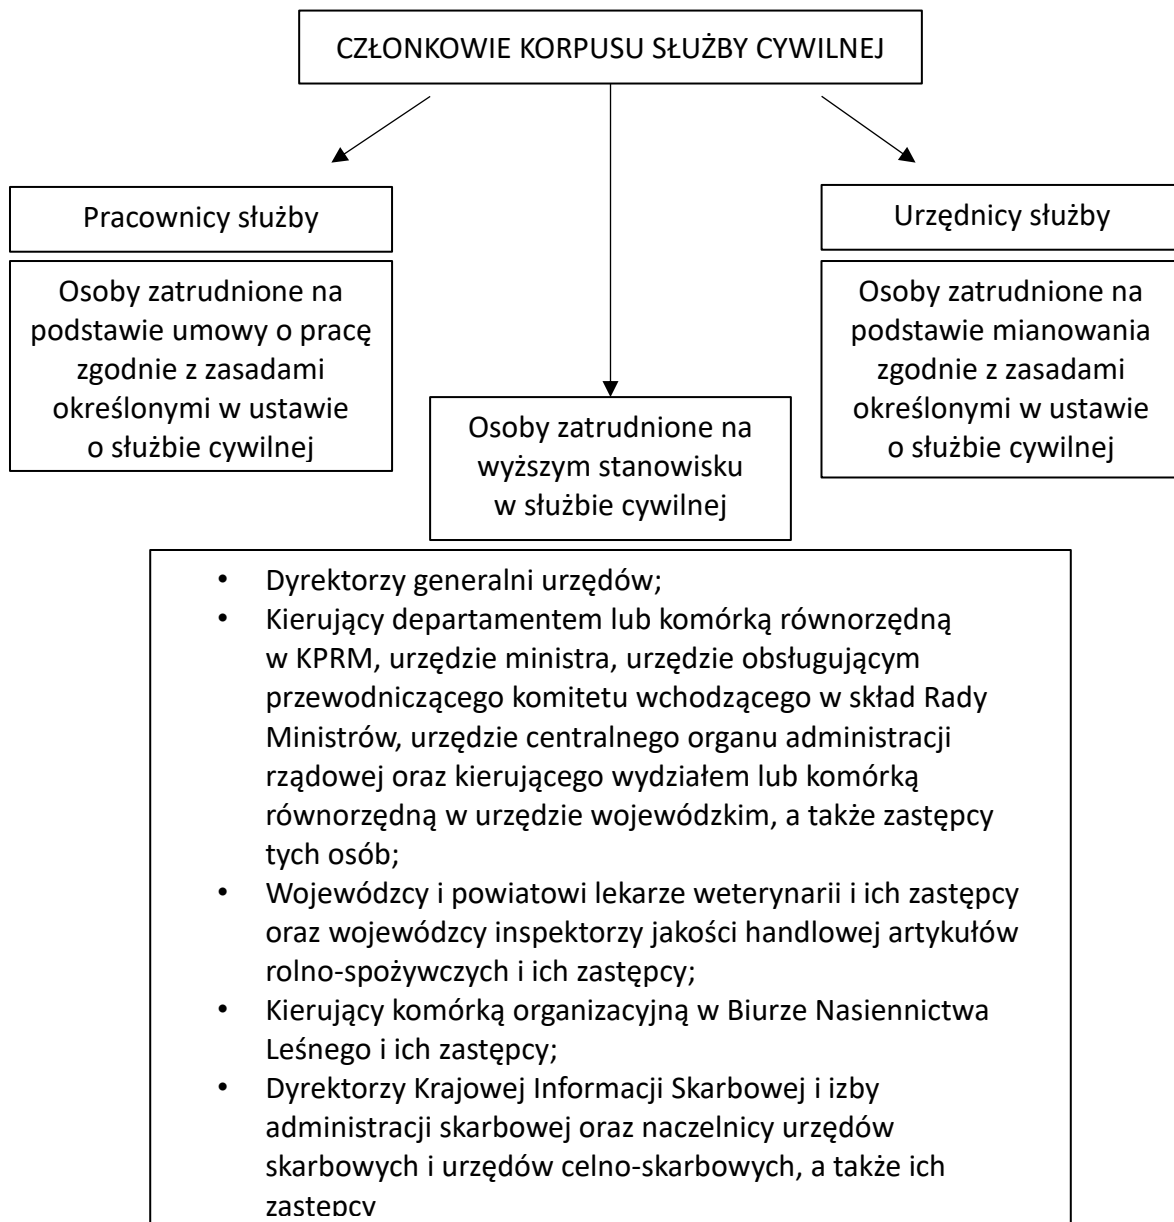 CZŁONKOWIE KORPUSU SŁUŻBY CYWILNEJ
Pracownicy służby
Osoby zatrudnione na
podstawie umowy o pracę
zgodnie z zasadami
określonymi w ustawie
o służbie cywilnej
Osoby zatrudnione na
wyższym stanowisku
w służbie cywilnej
Urzędnicy służby
Osoby zatrudnione na
podstawie mianowania
zgodnie z zasadami
określonymi w ustawie
o służbie cywilnej
• Dyrektorzy generalni urzędów;
• Kierujący departamentem lub komórką równorzędną
w KPRM, urzędzie ministra, urzędzie obsługującym
przewodniczącego komitetu wchodzącego w skład Rady
Ministrów, urzędzie centralnego organu administracji
rządowej oraz kierującego wydziałem lub komórką
równorzędną w urzędzie wojewódzkim, a także zastępcy
tych osób;
• Wojewódzcy i powiatowi lekarze weterynarii i ich zastępcy
oraz wojewódzcy inspektorzy jakości handlowej artykułów
rolno-spożywczych i ich zastępcy;
• Kierujący komórką organizacyjną w Biurze Nasiennictwa
Leśnego i ich zastępcy;
• Dyrektorzy Krajowej Informacji Skarbowej i izby
administracji skarbowej oraz naczelnicy urzędów
skarbowych i urzędów celno-skarbowych, a także ich
zastępcy